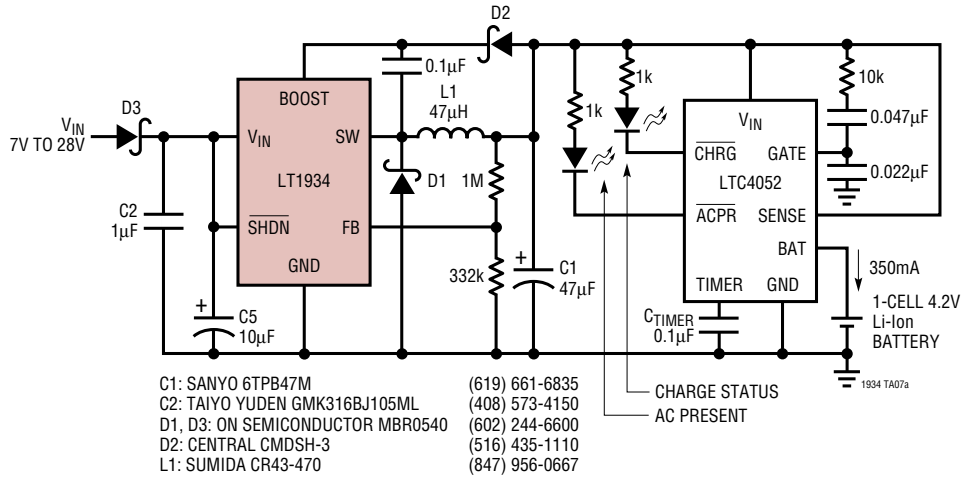 D2
0.1µF
L1
47µH
D3
VIN
7V TO 28V
BOOST
VIN
SW
LT1934
SHDN
FB
GND
C2
1µF
C5
10µF
+
D1
1M
332k
+
C1
47µF
1k
1k
10k
0.047µF
0.022µF
VIN
CHRG
GATE
LTC4052
ACPR
SENSE
BAT
TIMER
GND
CTIMER
0.1µF
350mA
1-CELL 4.2V
Li-Ion
BATTERY
+
1934 TA07a
CHARGE STATUS
AC PRESENT
C1: SANYO 6TPB47M (619) 661-6835
C2: TAIYO YUDEN GMK316BJ105ML (408) 573-4150
D1, D3: ON SEMICONDUCTOR MBR0540 (602) 244-6600
D2: CENTRAL CMDSH-3 (516) 435-1110
L1: SUMIDA CR43-470 (847) 956-0667